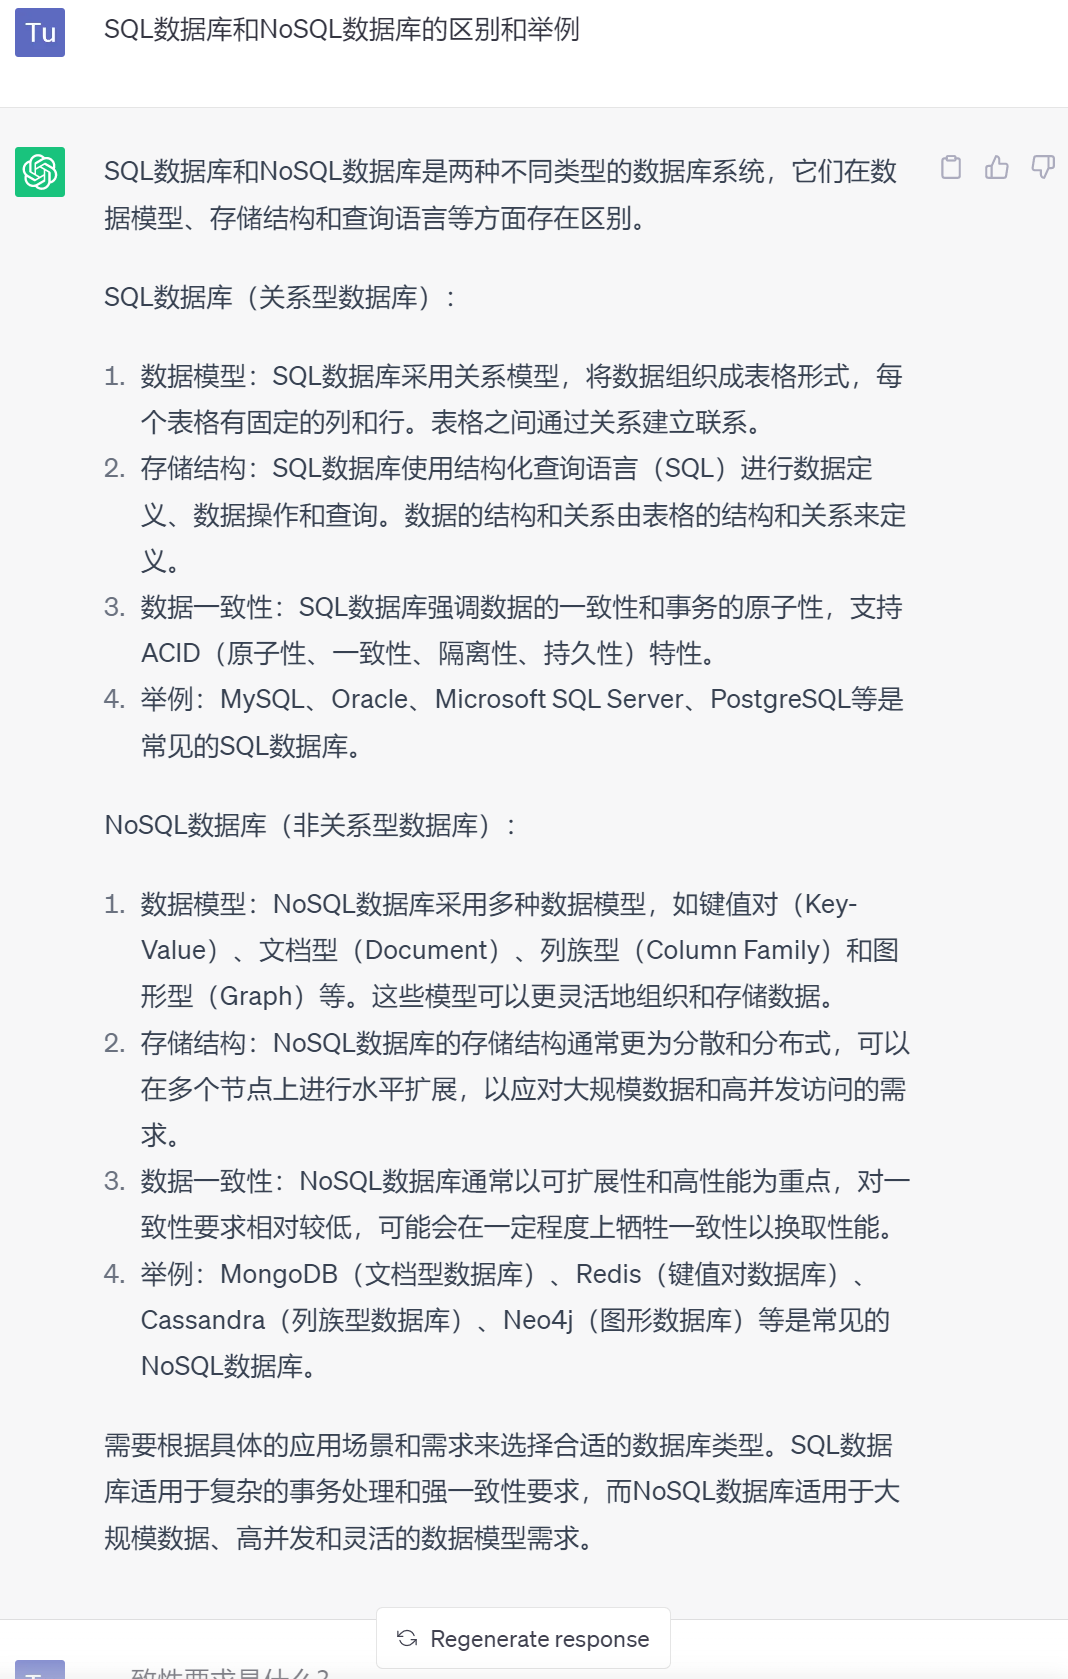 Tu
SQL数据库和NoSQL数据库的区别和举例
SQL数据库和NoSQL数据库是两种不同类型的数据库系统，它们在数
据模型、存储结构和查询语言等方面存在区别。
SQL数据库（关系型数据库）：
1. 数据模型：SQL数据库采用关系模型，将数据组织成表格形式，每
个表格有固定的列和行。表格之间通过关系建立联系。
2. 存储结构：SQL数据库使用结构化查询语言（SQL）进行数据定
义、数据操作和查询。数据的结构和关系由表格的结构和关系来定
义。
3. 数据一致性：SQL数据库强调数据的一致性和事务的原子性，支持
ACID（原子性、一致性、隔离性、持久性）特性。
4. 举例：MySQL、Oracle、Microsoft SQL Server、PostgreSQL等是
常见的SQL数据库。
NoSQL数据库（非关系型数据库）：
1. 数据模型：NoSQL数据库采用多种数据模型，如键值对（Key-
Value）、文档型（Document）、列族型（Column Family）和图
形型（Graph）等。这些模型可以更灵活地组织和存储数据。
2. 存储结构：NoSQL数据库的存储结构通常更为分散和分布式，可以
在多个节点上进行水平扩展，以应对大规模数据和高并发访问的需
求。
3. 数据一致性：NoSQL数据库通常以可扩展性和高性能为重点，对一
致性要求相对较低，可能会在一定程度上牺牲一致性以换取性能。
4. 举例：MongoDB（文档型数据库）、Redis（键值对数据库）、
Cassandra（列族型数据库）、Neo4j（图形数据库）等是常见的
NoSQL数据库。
需要根据具体的应用场景和需求来选择合适的数据库类型。SQL数据
库适用于复杂的事务处理和强一致性要求，而NoSQL数据库适用于大
规模数据、高并发和灵活的数据模型需求。
Regenerate response
一致性要求是什么？